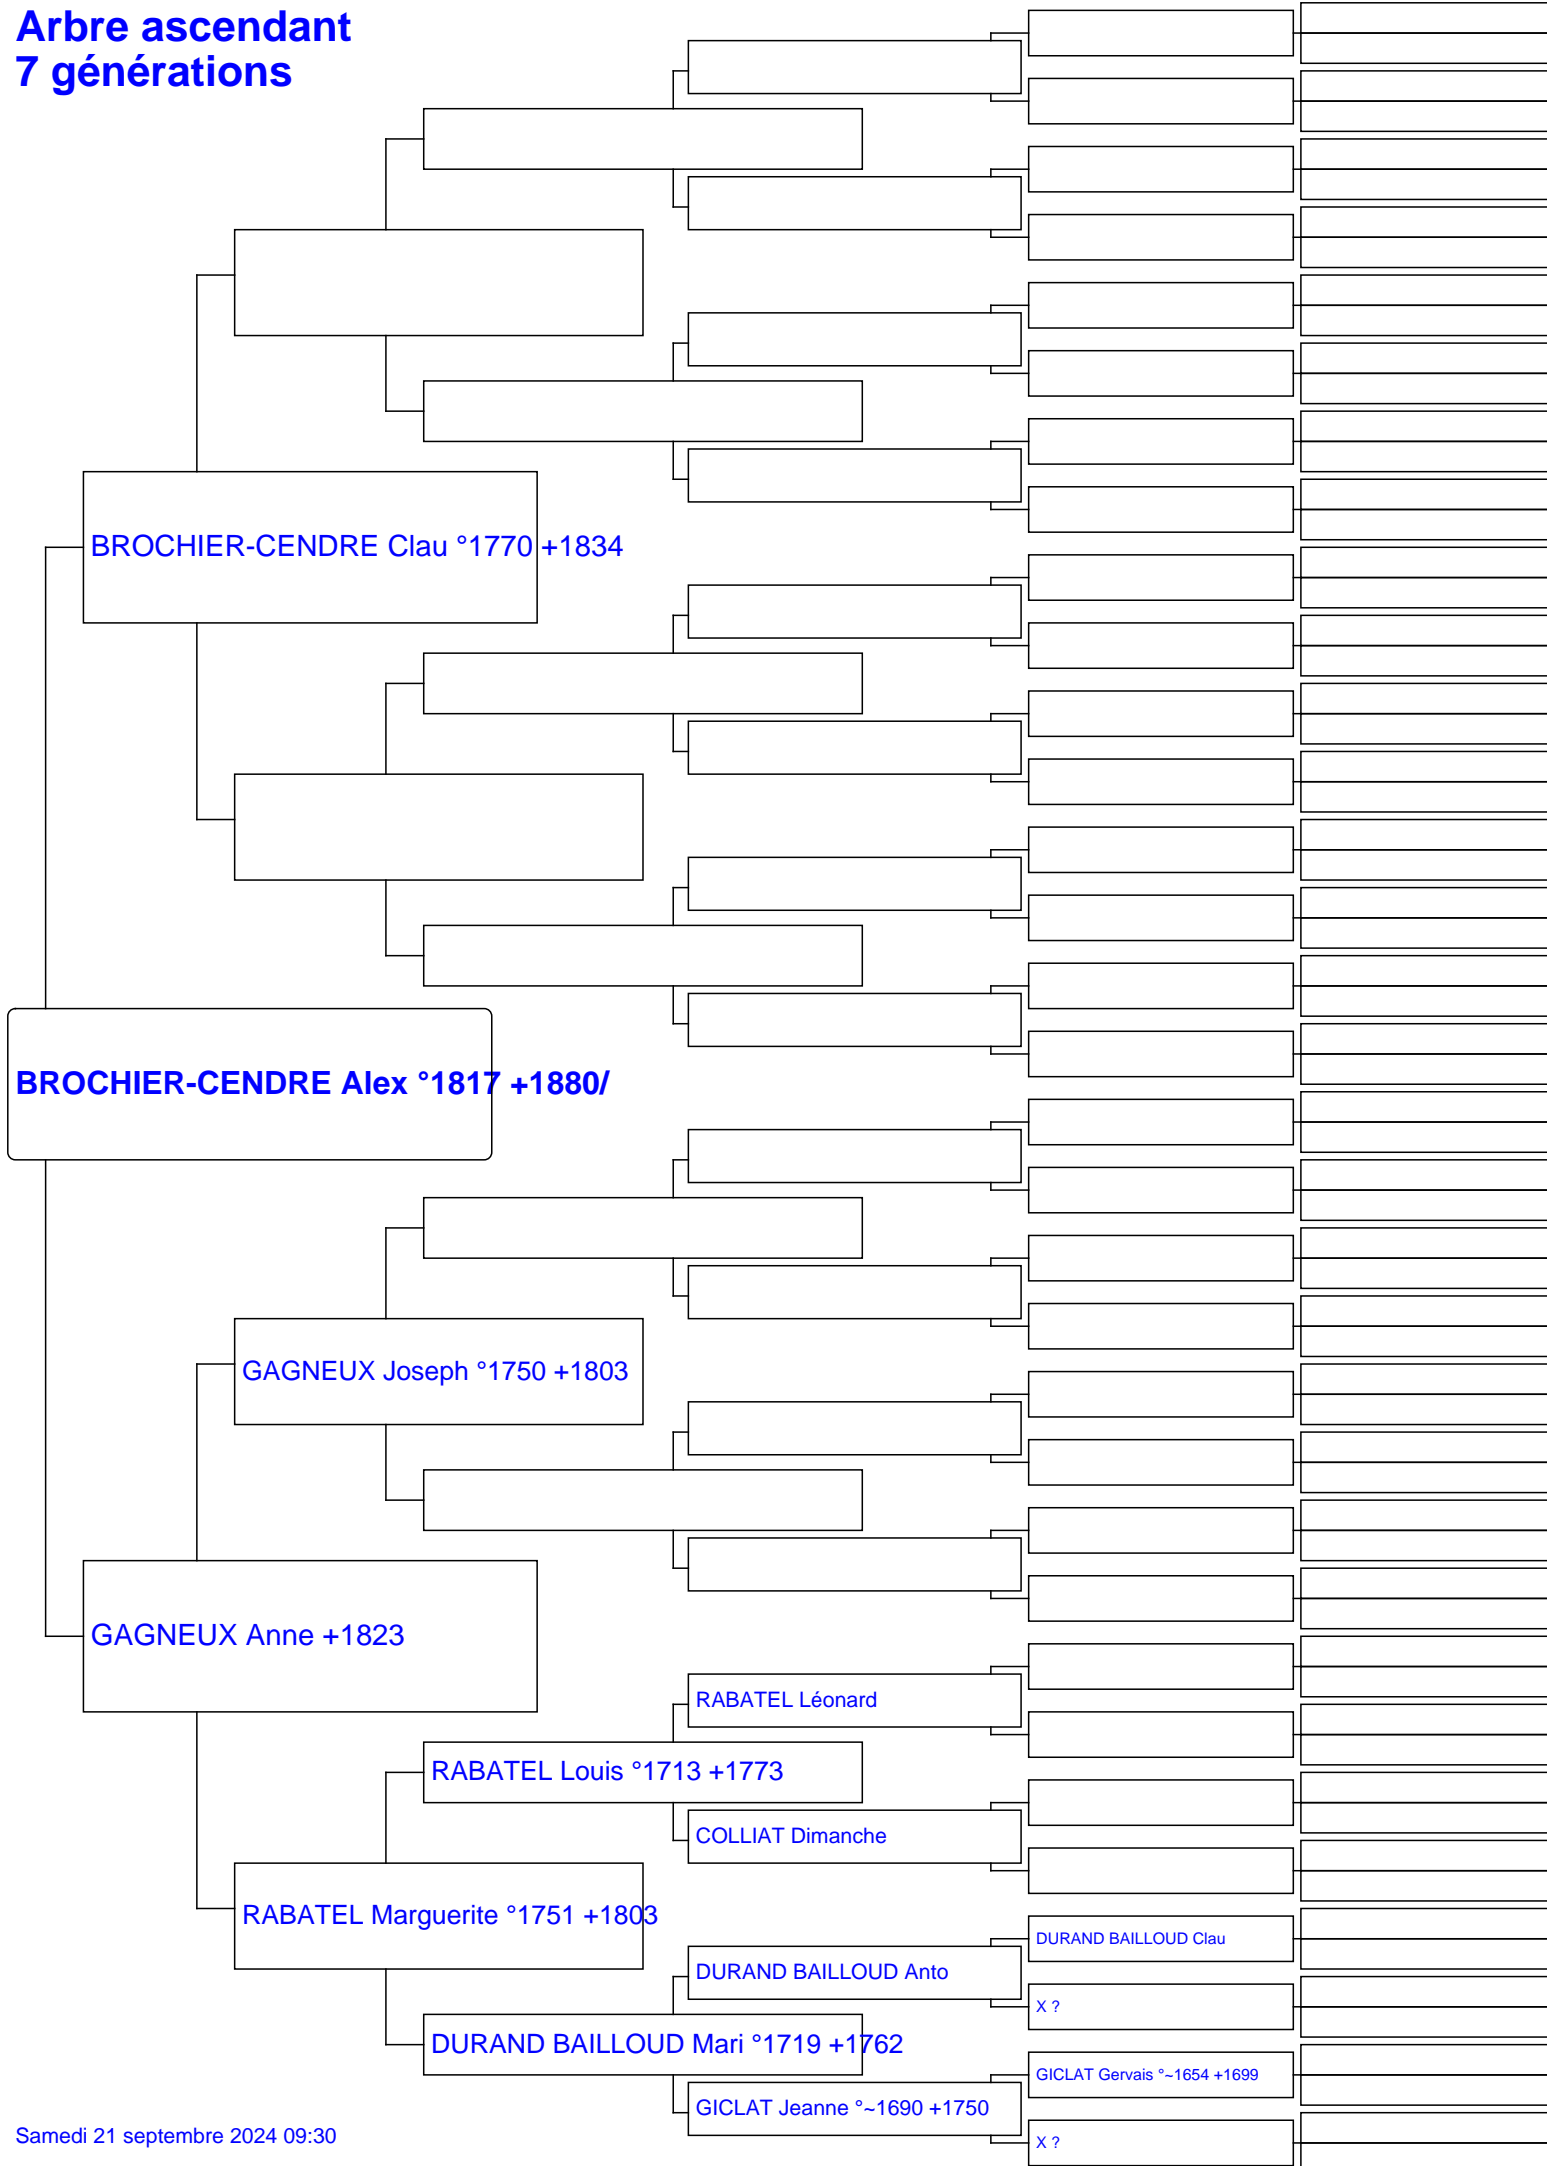 Arbre ascendant
7 générations
BROCHIER-CENDRE Clau °1770 +1834
BROCHIER-CENDRE Alex °1817 +1880/
GAGNEUX Joseph °1750 +1803
GAGNEUX Anne +1823
RABATEL Léonard
RABATEL Louis °1713 +1773
COLLIAT Dimanche
RABATEL Marguerite °1751 +1803
DURAND BAILLOUD Clau
DURAND BAILLOUD Anto
X ?
DURAND BAILLOUD Mari °1719 +1762
GICLAT Gervais °~1654 +1699
GICLAT Jeanne °~1690 +1750
X ?
Samedi 21 septembre 2024 09:30